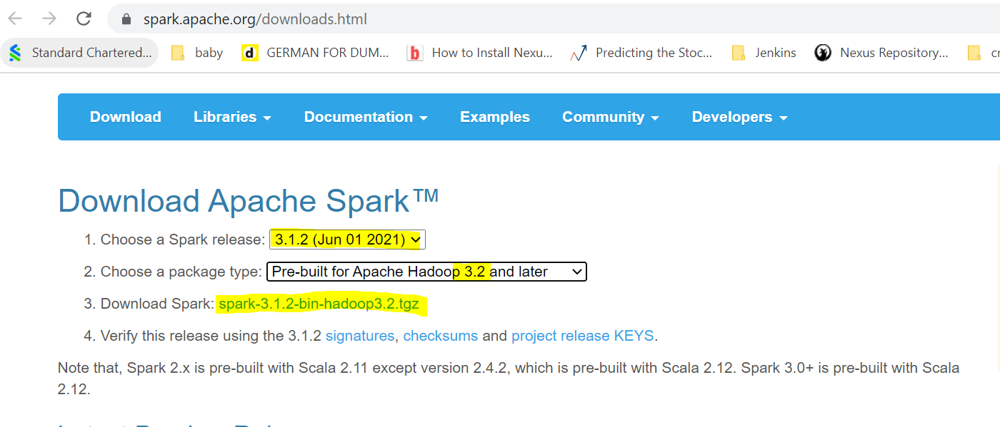 spark.apache.org/downloads.html
Standard Chartered... baby d GERMAN FOR DUM... b How to Install Nexu... Predicting the Stoc... Jenkins Nexus Repository... cr
Download Libraries Documentation Examples Community Developers
Download Apache Spark™
1. Choose a Spark release: 3.1.2 (Jun 01 2021)
2. Choose a package type: Pre-built for Apache Hadoop 3.2 and later
3. Download Spark: spark-3.1.2-bin-hadoop3.2.tgz
4. Verify this release using the 3.1.2 signatures, checksums and project release KEYS.
Note that, Spark 2.x is pre-built with Scala 2.11 except version 2.4.2, which is pre-built with Scala 2.12. Spark 3.0+ is pre-built with Scala
2.12.